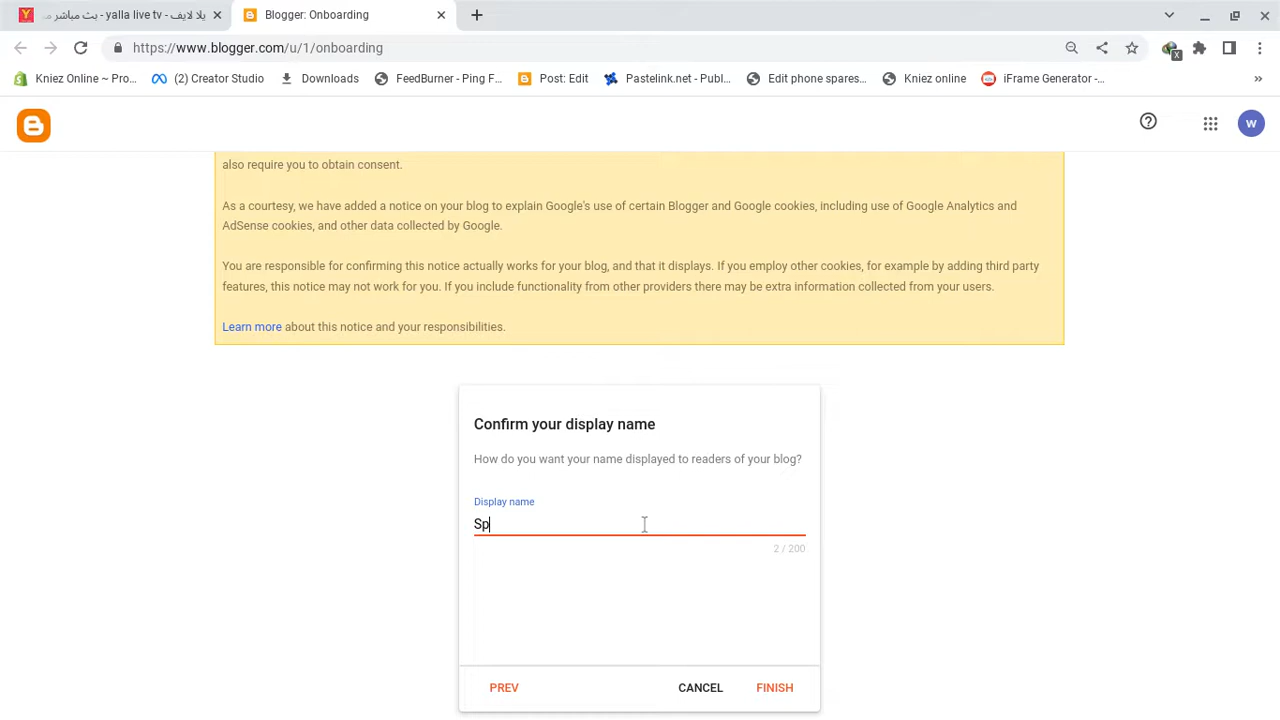 يلا لايف - yalla live tv - بث مباشر مـ
Blogger: Onboarding
https://www.blogger.com/u/1/onboarding
Kniez Online ~ Pro...
(2) Creator Studio
Downloads
FeedBurner - Ping F...
Post: Edit
Pastelink.net - Publ...
Edit phone spares...
Kniez online
iFrame Generator -...
»
X
W
also require you to obtain consent.
As a courtesy, we have added a notice on your blog to explain Google's use of certain Blogger and Google cookies, including use of Google Analytics and
AdSense cookies, and other data collected by Google.
You are responsible for confirming this notice actually works for your blog, and that it displays. If you employ other cookies, for example by adding third party
features, this notice may not work for you. If you include functionality from other providers there may be extra information collected from your users.
Learn more about this notice and your responsibilities.
Confirm your display name
How do you want your name displayed to readers of your blog?
Display name
Sp
2 / 200
PREV
CANCEL
FINISH